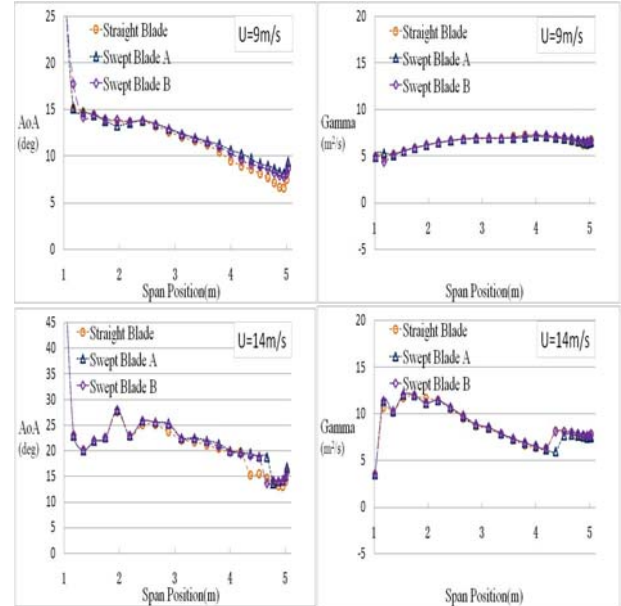 25
20
15
10
5
0
AoA
(deg)
Straight Blade
Swept Blade A
Swept Blade B
U=9m/s
1 2 3 4 5
Span Position(m)
20
15
10
5
0
-5
Gamma
(m²/s)
Straight Blade
Swept Blade A
Swept Blade B
U=9m/s
1 2 3 4 5
Span Position(m)
45
40
35
30
25
20
15
10
5
0
AoA
(deg)
Straight Blade
Swept Blade A
Swept Blade B
U=14m/s
1 2 3 4 5
Span Position(m)
20
15
10
5
0
-5
Gamma
(m²/s)
Straight Blade
Swept Blade A
Swept Blade B
U=14m/s
1 2 3 4 5
Span Position(m)